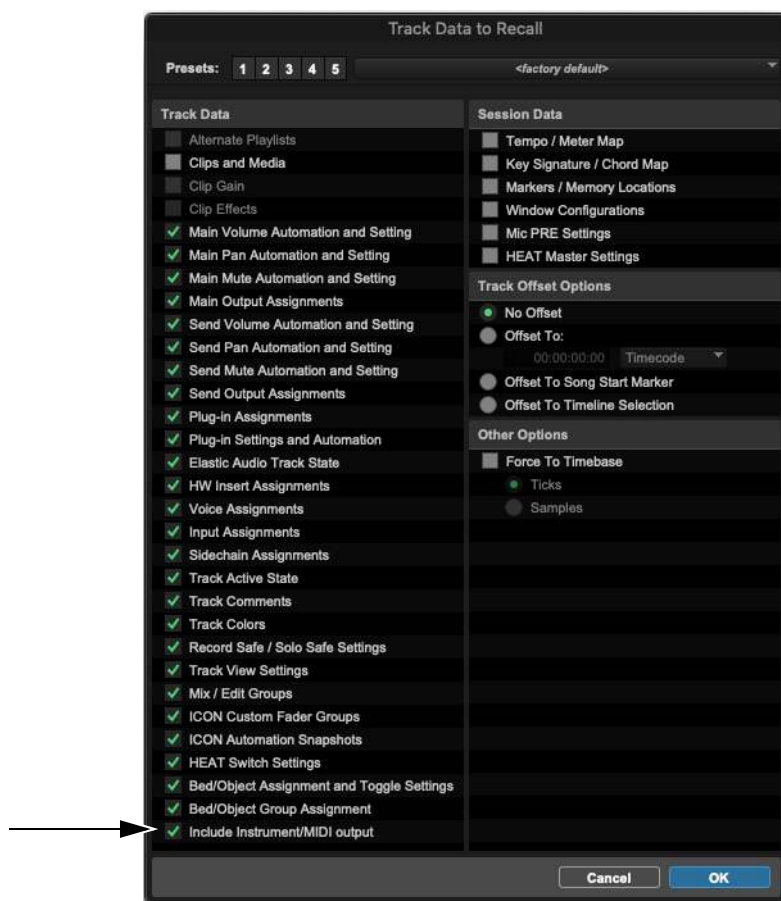 Track Data to Recall
Presets: 1 2 3 4 5 <factory default>
Track Data
Alternate Playlists
Clips and Media
Clip Gain
Clip Effects
Main Volume Automation and Setting
Main Pan Automation and Setting
Main Mute Automation and Setting
Main Output Assignments
Send Volume Automation and Setting
Send Pan Automation and Setting
Send Mute Automation and Setting
Send Output Assignments
Plug-in Assignments
Plug-in Settings and Automation
Elastic Audio Track State
HW Insert Assignments
Voice Assignments
Input Assignments
Sidechain Assignments
Track Active State
Track Comments
Track Colors
Record Safe / Solo Safe Settings
Track View Settings
Mix / Edit Groups
ICON Custom Fader Groups
ICON Automation Snapshots
HEAT Switch Settings
Bed/Object Assignment and Toggle Settings
Bed/Object Group Assignment
Include Instrument/MIDI output
Session Data
Tempo / Meter Map
Key Signature / Chord Map
Markers / Memory Locations
Window Configurations
Mic PRE Settings
HEAT Master Settings
Track Offset Options
No Offset
Offset To:
00:00:00:00 Timecode
Offset To Song Start Marker
Offset To Timeline Selection
Other Options
Force To Timebase
Ticks
Samples
Cancel OK